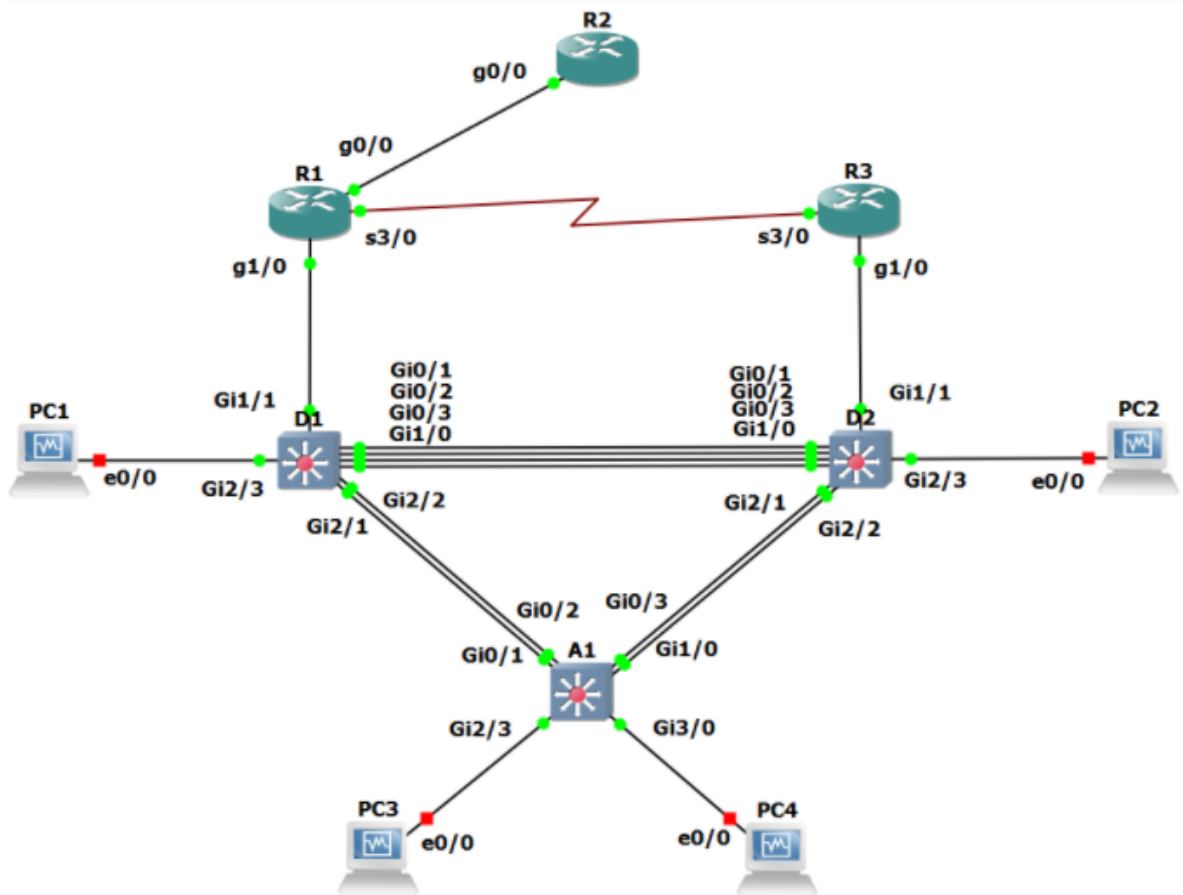 R2
g0/0
g0/0
R1
R3
s3/0
s3/0
g1/0
g1/0
Gi0/1
Gi0/2
Gi0/3
Gi1/0
Gi0/1
Gi0/2
Gi0/3
Gi1/0
Gi1/1
D1
D2
Gi1/1
PC1
PC2
e0/0
Gi2/3
Gi2/3
e0/0
Gi2/2
Gi2/1
Gi2/1
Gi2/2
Gi0/2
Gi0/3
Gi0/1
A1
Gi1/0
Gi2/3
Gi3/0
PC3
PC4
e0/0
e0/0